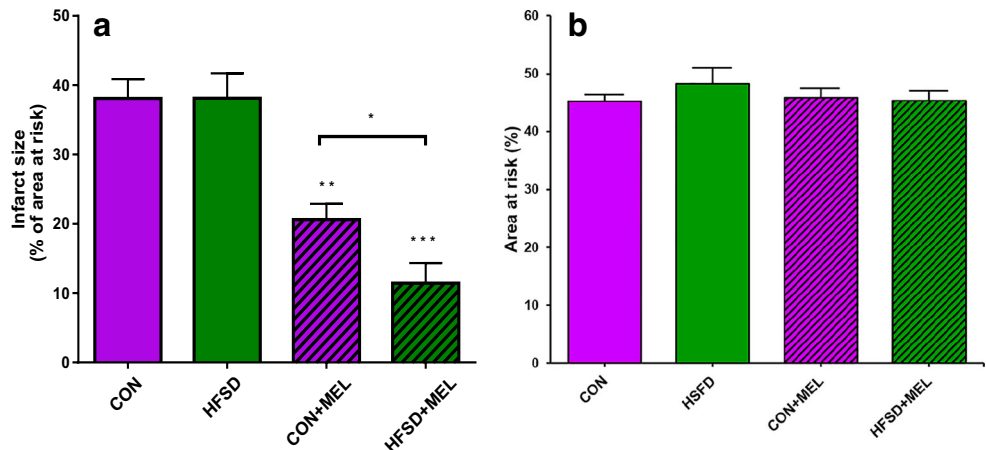 a
Infarct size
(% of area at risk)
50
40
30
20
10
0
*
**
***
CON
HFSD
CON+MEL
HFSD+MEL
b
Area at risk (%)
60
50
40
30
20
10
0
CON
HSFD
CON+MEL
HFSD+MEL